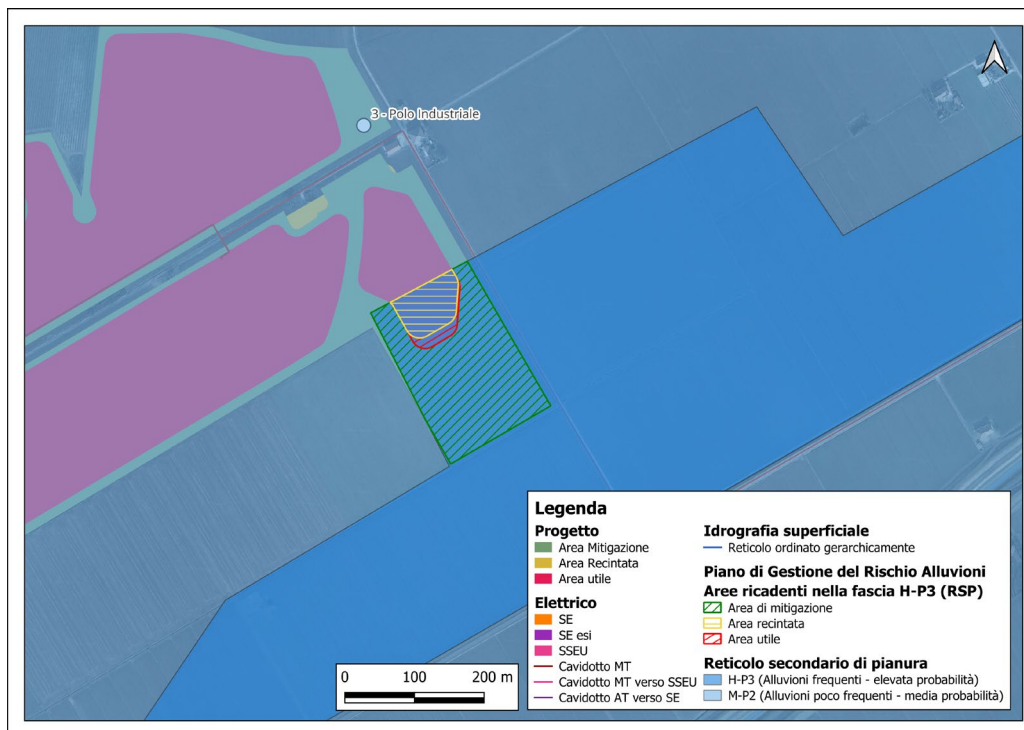 3 - Polo Industriale
Legenda
Progetto
Area Mitigazione
Area Recintata
Area utile
Elettrico
SE
SE esi
SSEU
Cavidotto MT
Cavidotto MT verso SSEU
Cavidotto AT verso SE
Idrografia superficiale
Reticolo ordinato gerarchicamente
Piano di Gestione del Rischio Alluvioni
Aree ricadenti nella fascia H-P3 (RSP)
Area di mitigazione
Area recintata
Area utile
Reticolo secondario di pianura
H-P3 (Alluvioni frequenti - elevata probabilità)
M-P2 (Alluvioni poco frequenti - media probabilità)
0 100 200 m